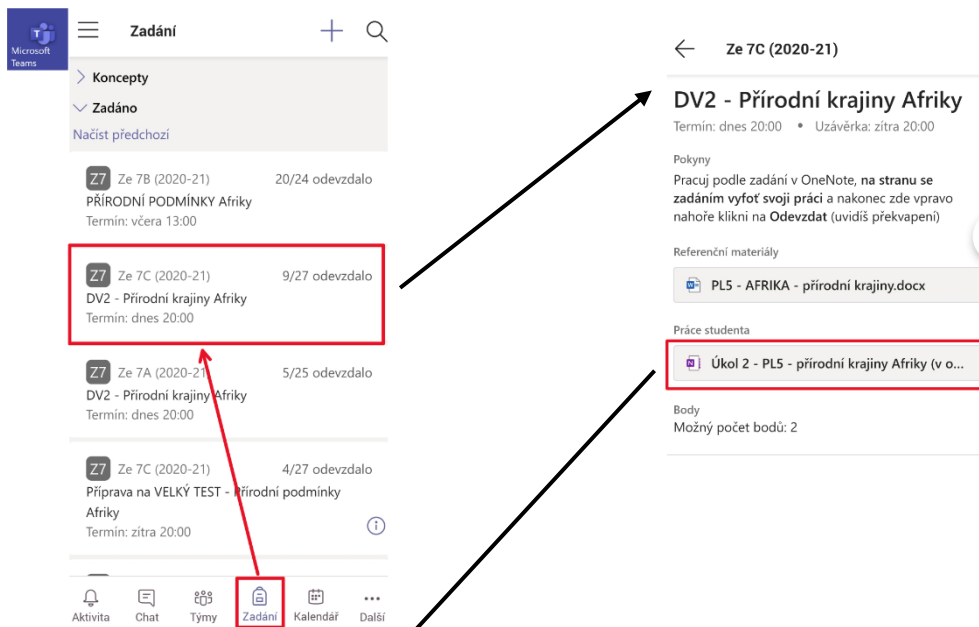 Microsoft
Teams
Zadání
Koncepty
Zadáno
Načíst předchozí
Z7 Ze 7B (2020-21) 20/24 odevzdalo
PŘÍRODNÍ PODMÍNKY Afriky
Termín: včera 13:00
Z7 Ze 7C (2020-21) 9/27 odevzdalo
DV2 - Přírodní krajiny Afriky
Termín: dnes 20:00
Z7 Ze 7A (2020-21) 5/25 odevzdalo
DV2 - Přírodní krajiny Afriky
Termín: dnes 20:00
Z7 Ze 7C (2020-21) 4/27 odevzdalo
Příprava na VELKÝ TEST - Přírodní podmínky
Afriky
Termín: zítra 20:00
Aktivita Chat Týmy Zadání Kalendář Další
Ze 7C (2020-21)
DV2 - Přírodní krajiny Afriky
Termín: dnes 20:00 • Uzávěrka: zítra 20:00
Pokyny
Pracuj podle zadání v OneNote, na stranu se
zadáním vyfoť svoji práci a nakonec zde vpravo
nahoře klikni na Odevzdat (uvidíš překvapení)
Referenční materiály
PL5 - AFRIKA - přírodní krajiny.docx
Práce studenta
Úkol 2 - PL5 - přírodní krajiny Afriky (v o...
Body
Možný počet bodů: 2